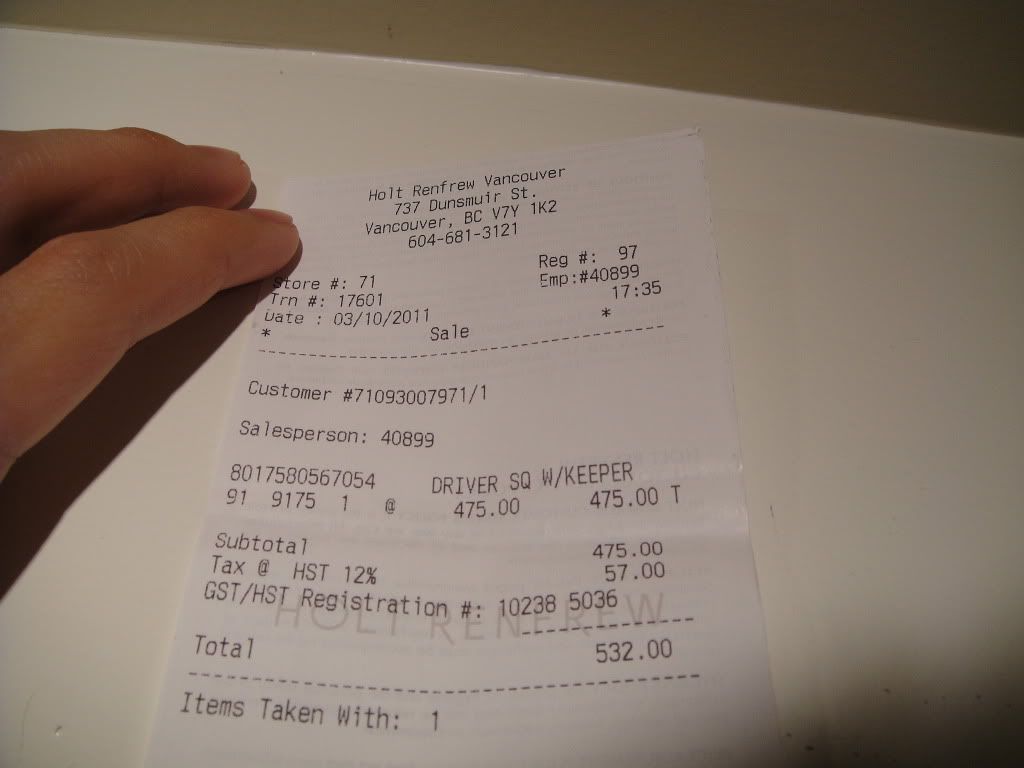 Holt Renfrew Vancouver
737 Dunsmuir St.
Vancouver, BC V7Y 1K2
604-681-3121
Store #: 71 Reg #: 97
Trn #: 17601 Emp:#40899
Date : 03/10/2011 17:35
* Sale *
Customer #71093007971/1
Salesperson: 40899
8017580567054 DRIVER SQ W/KEEPER
91 9175 1 @ 475.00 475.00 T
Subtotal 475.00
Tax @ HST 12% 57.00
GST/HST Registration #: 10238 5036
HOLT RENFREW
Total 532.00
Items Taken With: 1